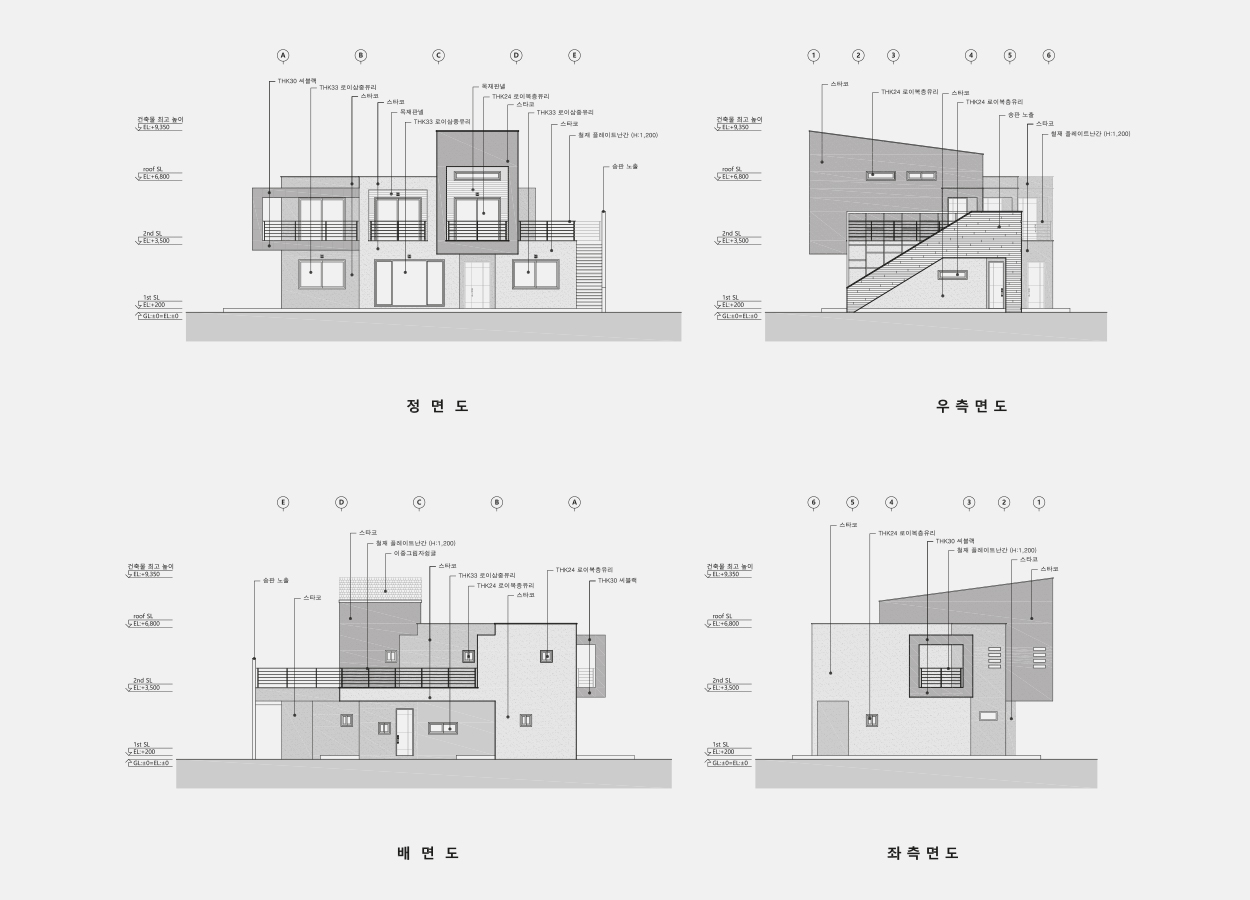 A B C D E
THK30 씨블랙
THK33 로이삼중유리
스타코
스타코
목재판넬
THK33 로이삼중유리
목재판넬
THK24 로이복층유리
스타코
THK33 로이삼중유리
스타코
철재 플레이트난간 (H:1,200)
송판 노출
건축물 최고 높이
EL:+9,350
roof SL
EL:+6,800
2nd SL
EL:+3,500
1st SL
EL:+200
GL:±0=EL:±0
정 면 도
1 2 3 4 5 6
스타코
THK24 로이복층유리
스타코
THK24 로이복층유리
송판 노출
스타코
철재 플레이트난간 (H:1,200)
건축물 최고 높이
EL:+9,350
roof SL
EL:+6,800
2nd SL
EL:+3,500
1st SL
EL:+200
GL:±0=EL:±0
우 측 면 도
E D C B A
스타코
철재 플레이트난간 (H:1,200)
이중그림자슁글
스타코
THK33 로이삼중유리
THK24 로이복층유리
스타코
THK24 로이복층유리
THK30 씨블랙
송판 노출
스타코
건축물 최고 높이
EL:+9,350
roof SL
EL:+6,800
2nd SL
EL:+3,500
1st SL
EL:+200
GL:±0=EL:±0
배 면 도
6 5 4 3 2 1
스타코
THK24 로이복층유리
THK30 씨블랙
철재 플레이트난간 (H:1,200)
스타코
스타코
건축물 최고 높이
EL:+9,350
roof SL
EL:+6,800
2nd SL
EL:+3,500
1st SL
EL:+200
GL:±0=EL:±0
좌 측 면 도